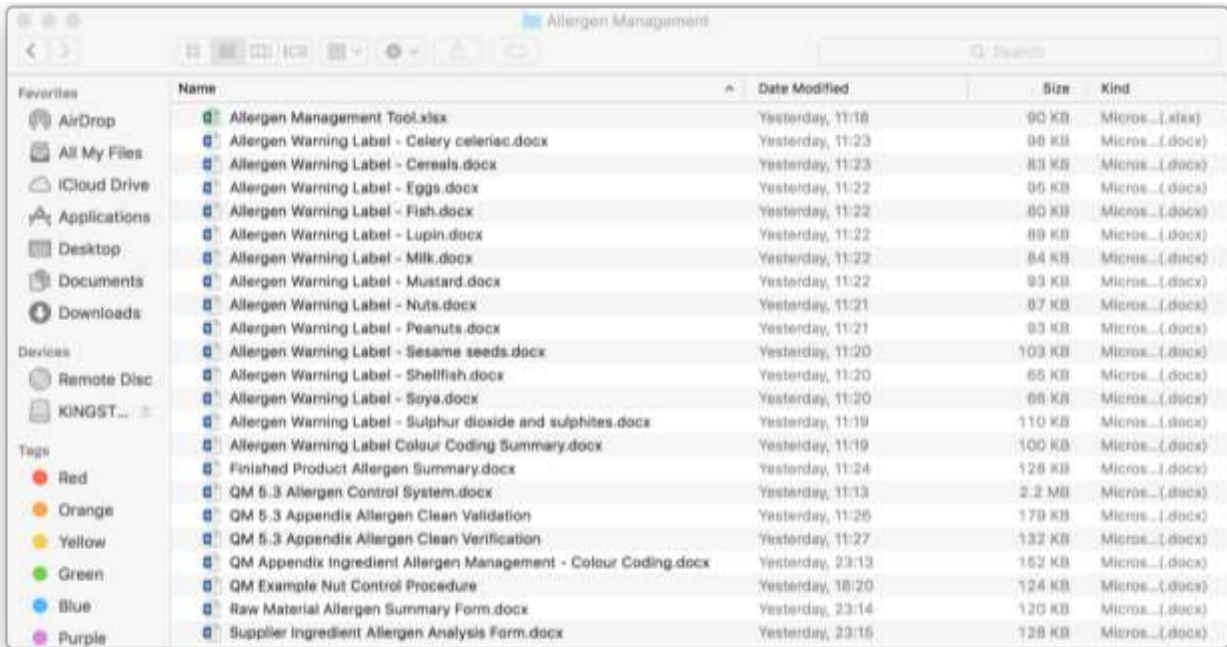 Allergen Management
Search
Favorites
AirDrop
All My Files
iCloud Drive
Applications
Desktop
Documents
Downloads
Devices
Remote Disc
KINGST...
Tags
Red
Orange
Yellow
Green
Blue
Purple
Name Date Modified Size Kind
Allergen Management Tool.xlsx Yesterday, 11:18 90 KB Micros...(.xlsx)
Allergen Warning Label - Celery celeriac.docx Yesterday, 11:23 98 KB Micros...(.docx)
Allergen Warning Label - Cereals.docx Yesterday, 11:23 83 KB Micros...(.docx)
Allergen Warning Label - Eggs.docx Yesterday, 11:22 95 KB Micros...(.docx)
Allergen Warning Label - Fish.docx Yesterday, 11:22 80 KB Micros...(.docx)
Allergen Warning Label - Lupin.docx Yesterday, 11:22 89 KB Micros...(.docx)
Allergen Warning Label - Milk.docx Yesterday, 11:22 84 KB Micros...(.docx)
Allergen Warning Label - Mustard.docx Yesterday, 11:22 93 KB Micros...(.docx)
Allergen Warning Label - Nuts.docx Yesterday, 11:21 87 KB Micros...(.docx)
Allergen Warning Label - Peanuts.docx Yesterday, 11:21 93 KB Micros...(.docx)
Allergen Warning Label - Sesame seeds.docx Yesterday, 11:20 103 KB Micros...(.docx)
Allergen Warning Label - Shellfish.docx Yesterday, 11:20 65 KB Micros...(.docx)
Allergen Warning Label - Soya.docx Yesterday, 11:20 66 KB Micros...(.docx)
Allergen Warning Label - Sulphur dioxide and sulphites.docx Yesterday, 11:19 110 KB Micros...(.docx)
Allergen Warning Label Colour Coding Summary.docx Yesterday, 11:19 100 KB Micros...(.docx)
Finished Product Allergen Summary.docx Yesterday, 11:24 128 KB Micros...(.docx)
QM 5.3 Allergen Control System.docx Yesterday, 11:13 2.2 MB Micros...(.docx)
QM 5.3 Appendix Allergen Clean Validation Yesterday, 11:26 179 KB Micros...(.docx)
QM 5.3 Appendix Allergen Clean Verification Yesterday, 11:27 132 KB Micros...(.docx)
QM Appendix Ingredient Allergen Management - Colour Coding.docx Yesterday, 23:13 152 KB Micros...(.docx)
QM Example Nut Control Procedure Yesterday, 18:20 124 KB Micros...(.docx)
Raw Material Allergen Summary Form.docx Yesterday, 23:14 120 KB Micros...(.docx)
Supplier Ingredient Allergen Analysis Form.docx Yesterday, 23:15 128 KB Micros...(.docx)